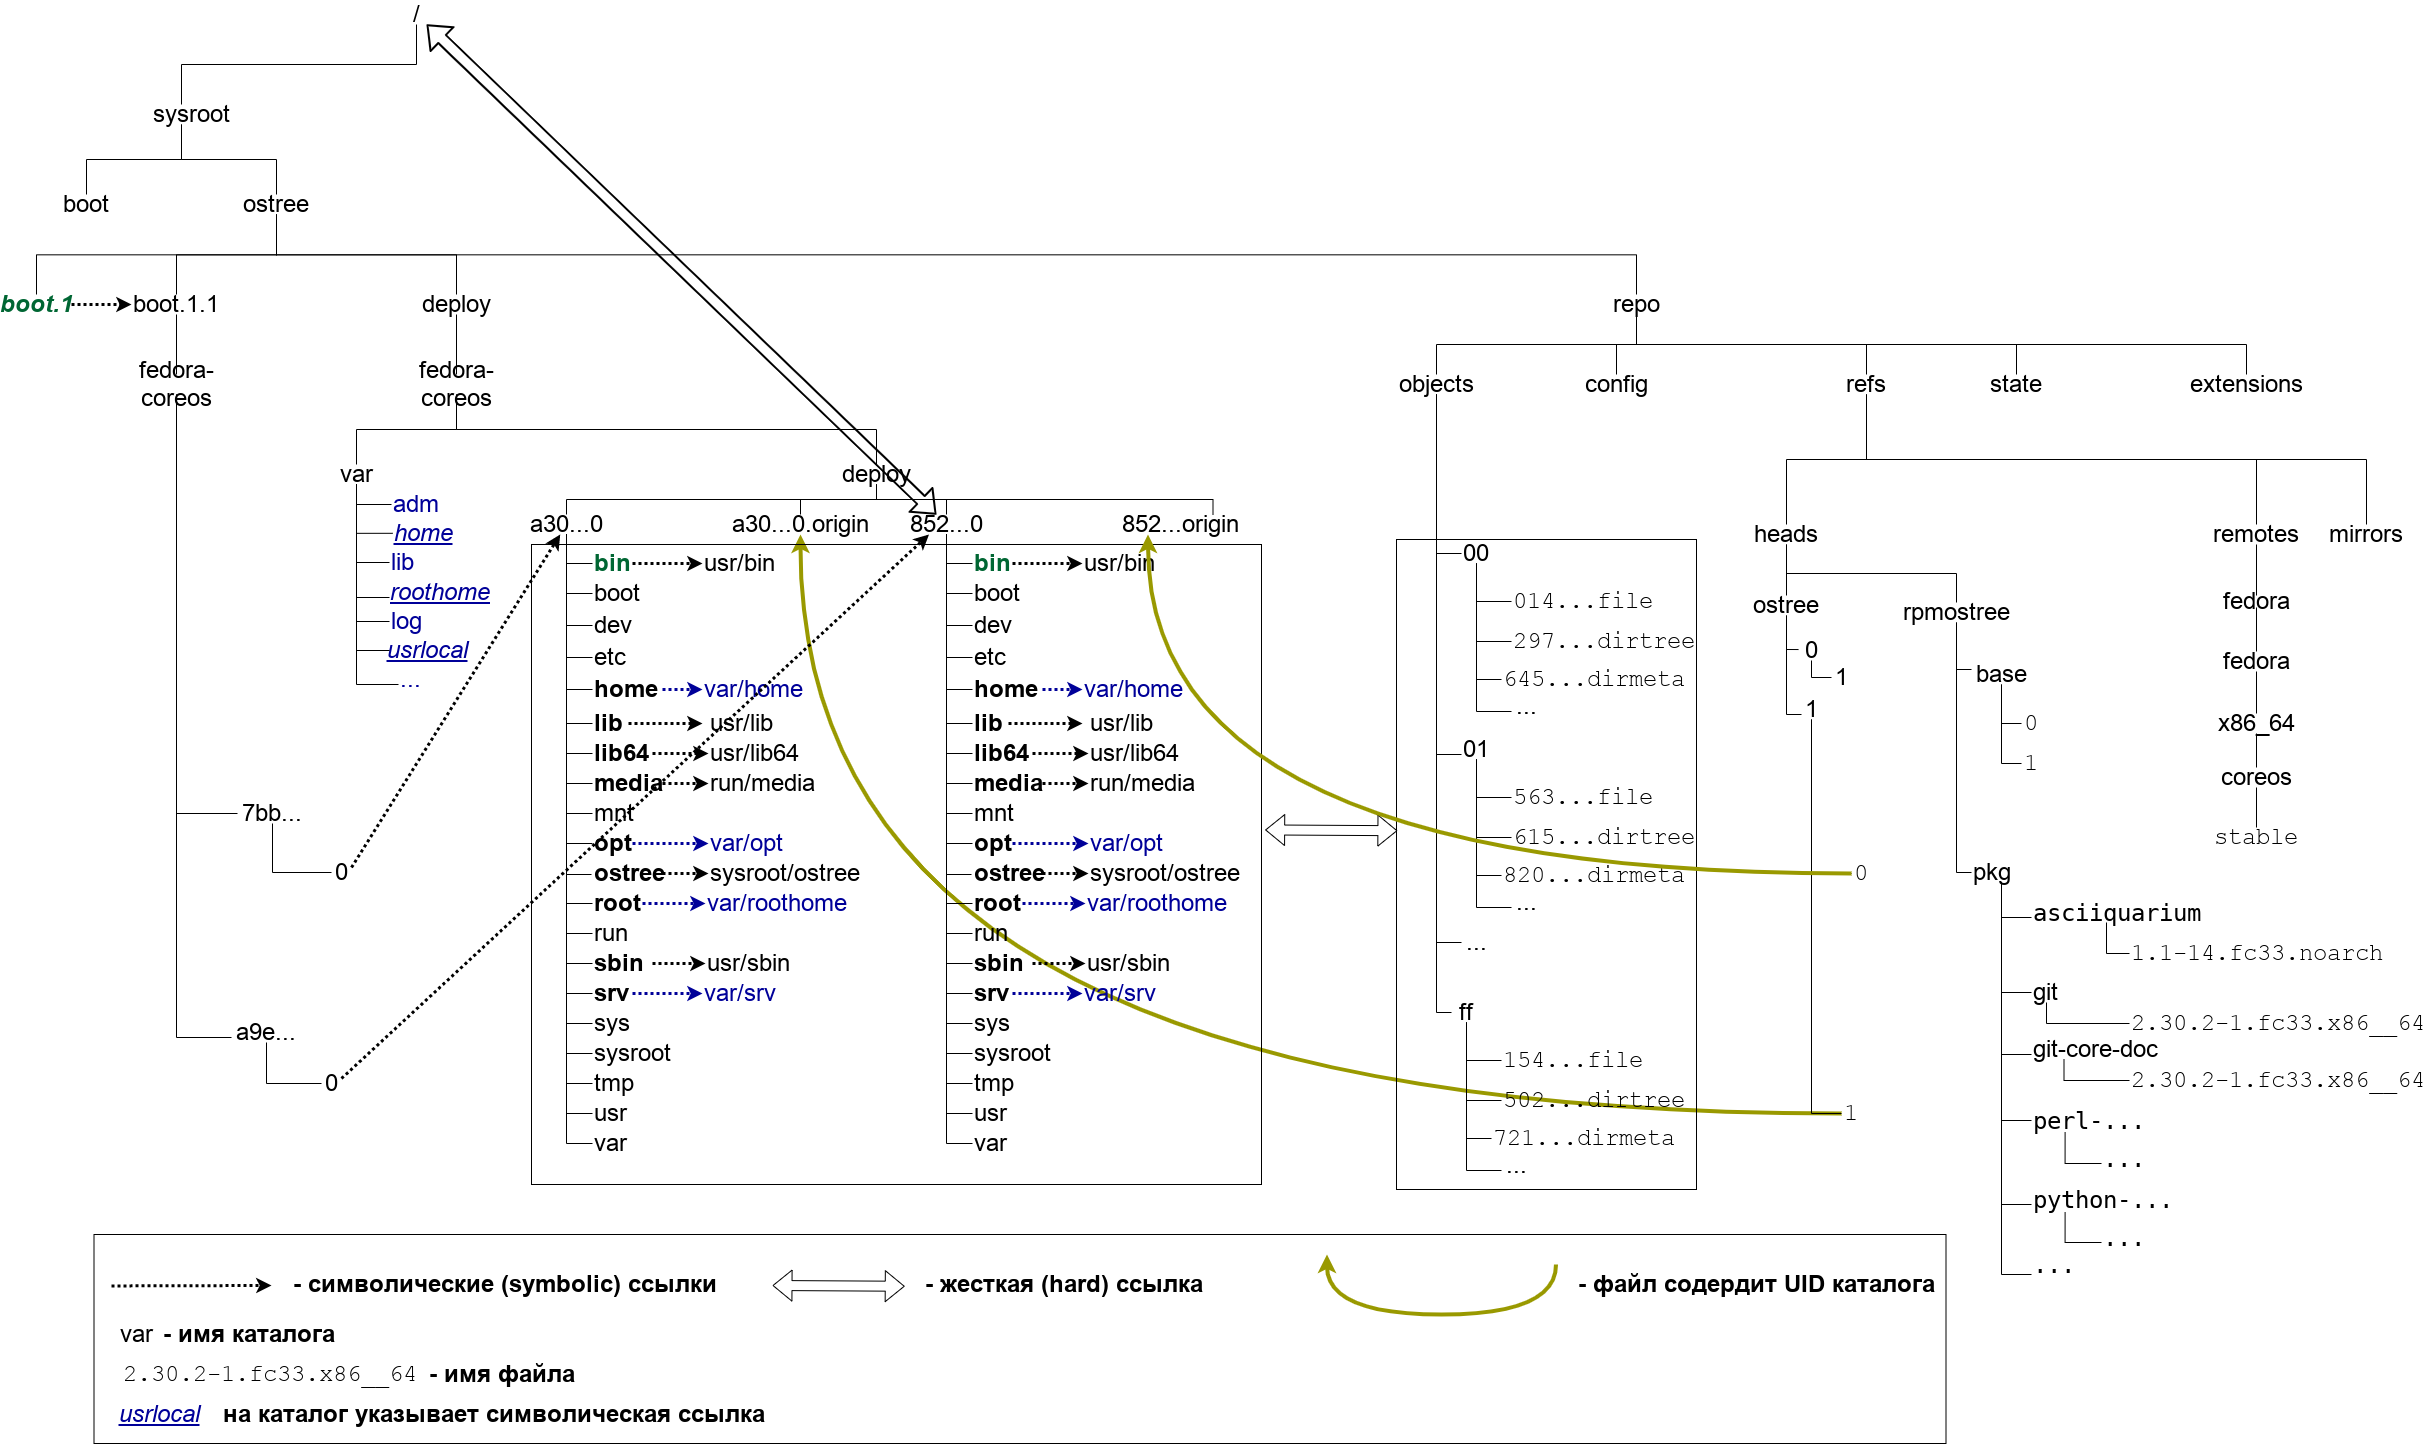 /
sysroot
boot
ostree
boot.1
boot.1.1
deploy
repo
fedora-
coreos
fedora-
coreos
objects
config
refs
state
extensions
var
adm
home
lib
roothome
log
usrlocal
...
deploy
a30...0
a30...0.origin
852...0
852...origin
bin usr/bin
boot
dev
etc
home var/home
lib usr/lib
lib64 usr/lib64
media run/media
mnt
opt var/opt
ostree sysroot/ostree
root var/roothome
run
sbin usr/sbin
srv var/srv
sys
sysroot
tmp
usr
var
bin usr/bin
boot
dev
etc
home var/home
lib usr/lib
lib64 usr/lib64
media run/media
mnt
opt var/opt
ostree sysroot/ostree
root var/roothome
run
sbin usr/sbin
srv var/srv
sys
sysroot
tmp
usr
var
7bb...
0
a9e...
0
00
014...file
297...dirtree
645...dirmeta
...
01
563...file
615...dirtree
820...dirmeta
...
...
ff
154...file
502...dirtree
721...dirmeta
...
heads
remotes
mirrors
ostree
0
1
1
0
1
rpmostree
base
0
1
pkg
asciiquarium
1.1-14.fc33.noarch
git
2.30.2-1.fc33.x86__64
git-core-doc
2.30.2-1.fc33.x86__64
perl-...
...
python-...
...
...
fedora
fedora
x86_64
coreos
stable
- символические (symbolic) ссылки
- жесткая (hard) ссылка
- файл содердит UID каталога
var - имя каталога
2.30.2-1.fc33.x86__64 - имя файла
usrlocal на каталог указывает символическая ссылка